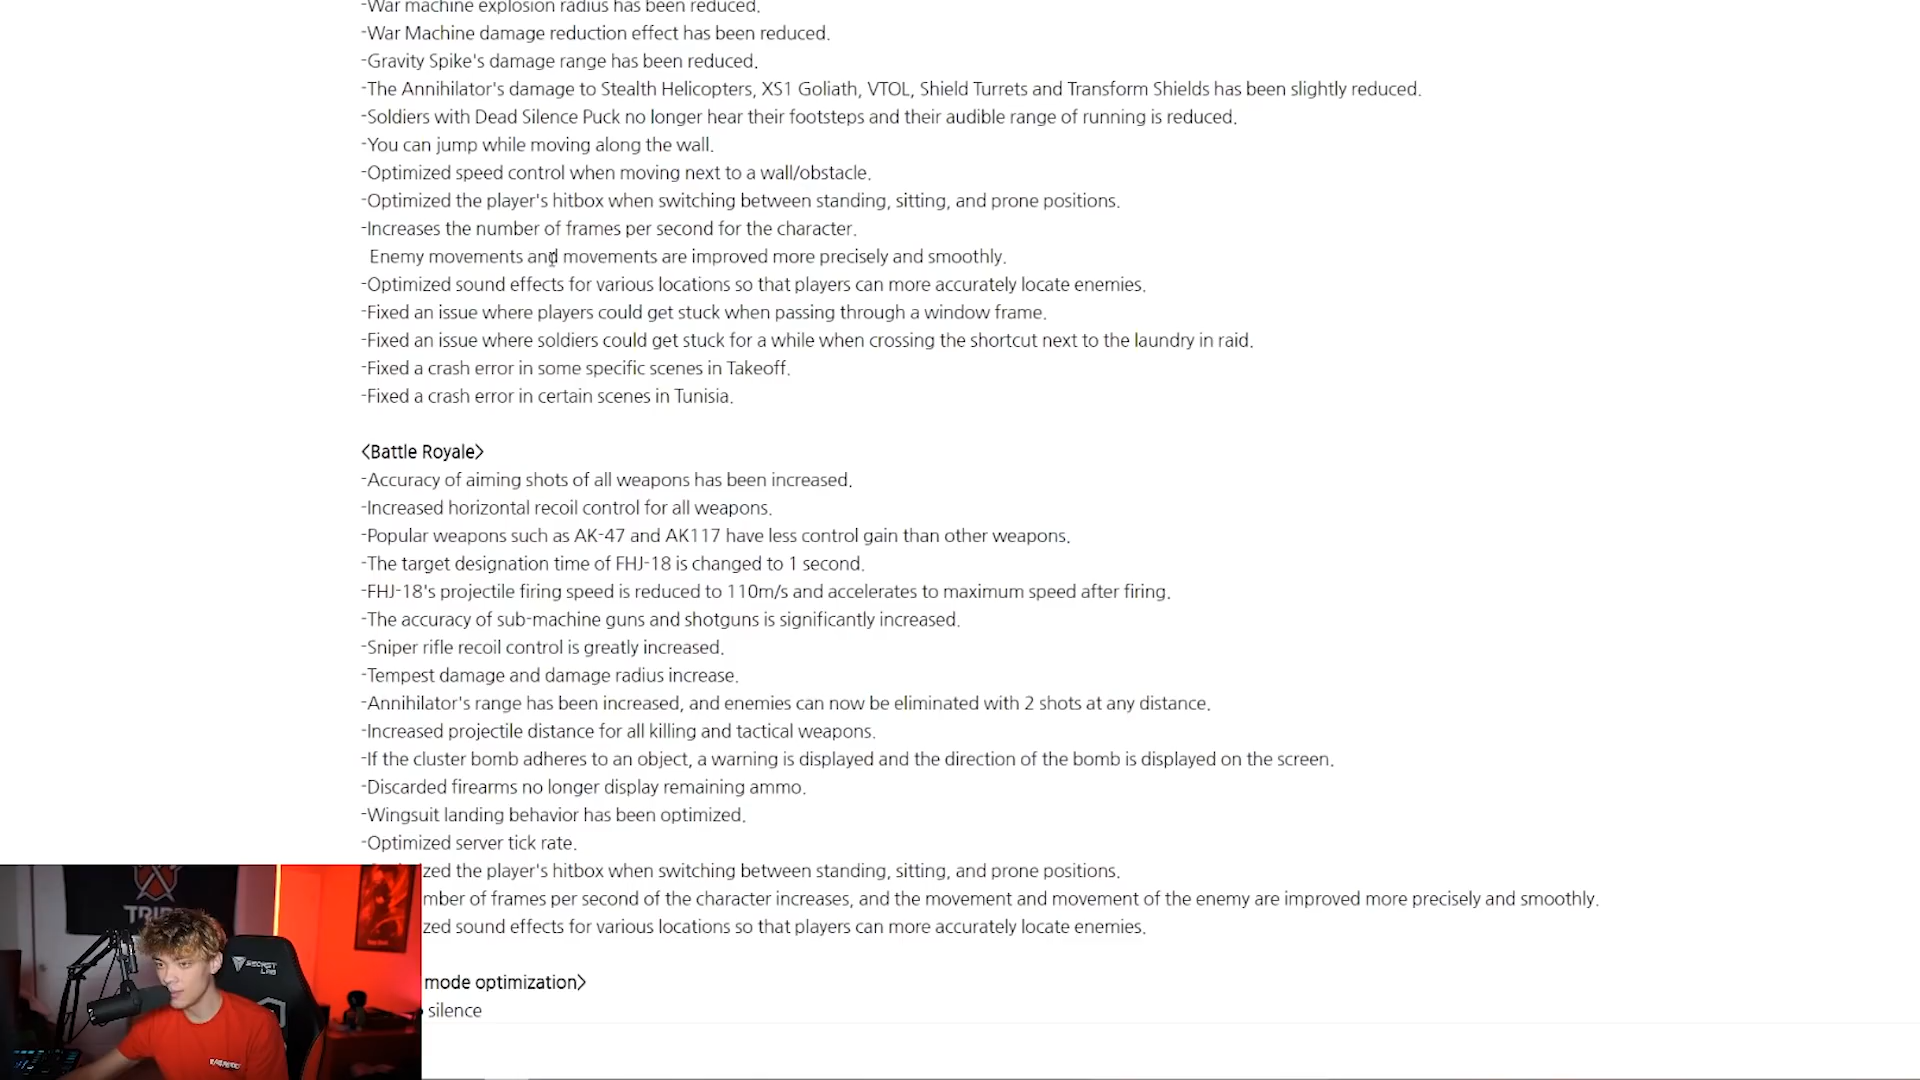 -War machine explosion radius has been reduced.
-War Machine damage reduction effect has been reduced.
-Gravity Spike's damage range has been reduced.
-The Annihilator's damage to Stealth Helicopters, XS1 Goliath, VTOL, Shield Turrets and Transform Shields has been slightly reduced.
-Soldiers with Dead Silence Puck no longer hear their footsteps and their audible range of running is reduced.
-You can jump while moving along the wall.
-Optimized speed control when moving next to a wall/obstacle.
-Optimized the player's hitbox when switching between standing, sitting, and prone positions.
-Increases the number of frames per second for the character.
Enemy movements and movements are improved more precisely and smoothly.
-Optimized sound effects for various locations so that players can more accurately locate enemies.
-Fixed an issue where players could get stuck when passing through a window frame.
-Fixed an issue where soldiers could get stuck for a while when crossing the shortcut next to the laundry in raid.
-Fixed a crash error in some specific scenes in Takeoff.
-Fixed a crash error in certain scenes in Tunisia.
<Battle Royale>
-Accuracy of aiming shots of all weapons has been increased.
-Increased horizontal recoil control for all weapons.
-Popular weapons such as AK-47 and AK117 have less control gain than other weapons.
-The target designation time of FHJ-18 is changed to 1 second.
-FHJ-18's projectile firing speed is reduced to 110m/s and accelerates to maximum speed after firing.
-The accuracy of sub-machine guns and shotguns is significantly increased.
-Sniper rifle recoil control is greatly increased.
-Tempest damage and damage radius increase.
-Annihilator's range has been increased, and enemies can now be eliminated with 2 shots at any distance.
-Increased projectile distance for all killing and tactical weapons.
-If the cluster bomb adheres to an object, a warning is displayed and the direction of the bomb is displayed on the screen.
-Discarded firearms no longer display remaining ammo.
-Wingsuit landing behavior has been optimized.
-Optimized server tick rate.
zed the player's hitbox when switching between standing, sitting, and prone positions.
mber of frames per second of the character increases, and the movement and movement of the enemy are improved more precisely and smoothly.
zed sound effects for various locations so that players can more accurately locate enemies.
mode optimization>
silence
TRIBE
SECRET LAB